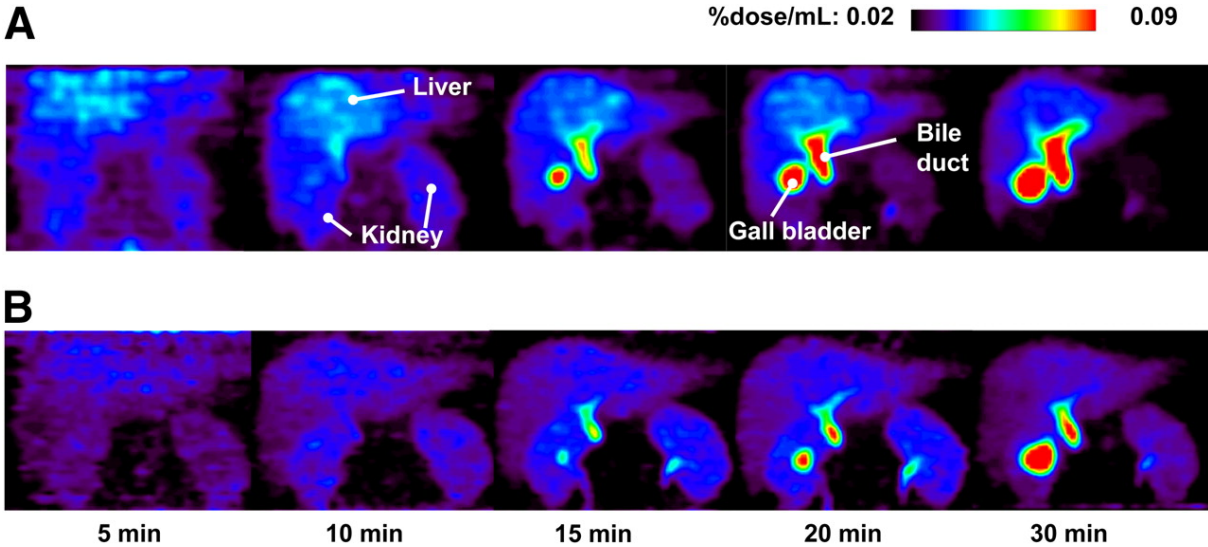 A
%dose/mL: 0.02 0.09
Liver
Kidney
Bile
duct
Gall bladder
B
5 min 10 min 15 min 20 min 30 min